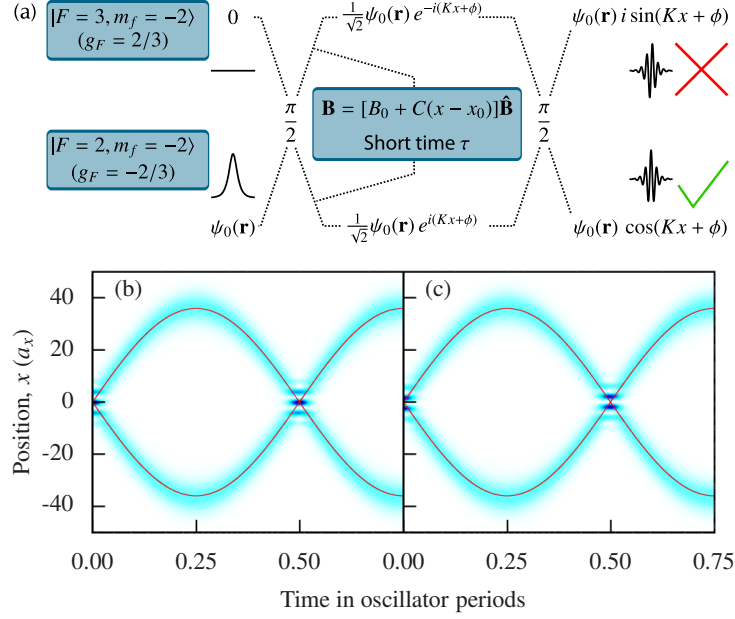 (a)
|F = 3, m_f = −2⟩
(g_F = 2/3)
0
1/√2 ψ₀(r) e^{−i(Kx+ϕ)}
ψ₀(r) i sin(Kx + ϕ)
π/2
B = [B₀ + C(x − x₀)]B̂
Short time τ
π/2
|F = 2, m_f = −2⟩
(g_F = −2/3)
ψ₀(r)
1/√2 ψ₀(r) e^{i(Kx+ϕ)}
ψ₀(r) cos(Kx + ϕ)
(b)
(c)
40
20
0
-20
-40
Position, x (a_x)
0.00 0.25 0.50 0.00 0.25 0.50 0.75
Time in oscillator periods